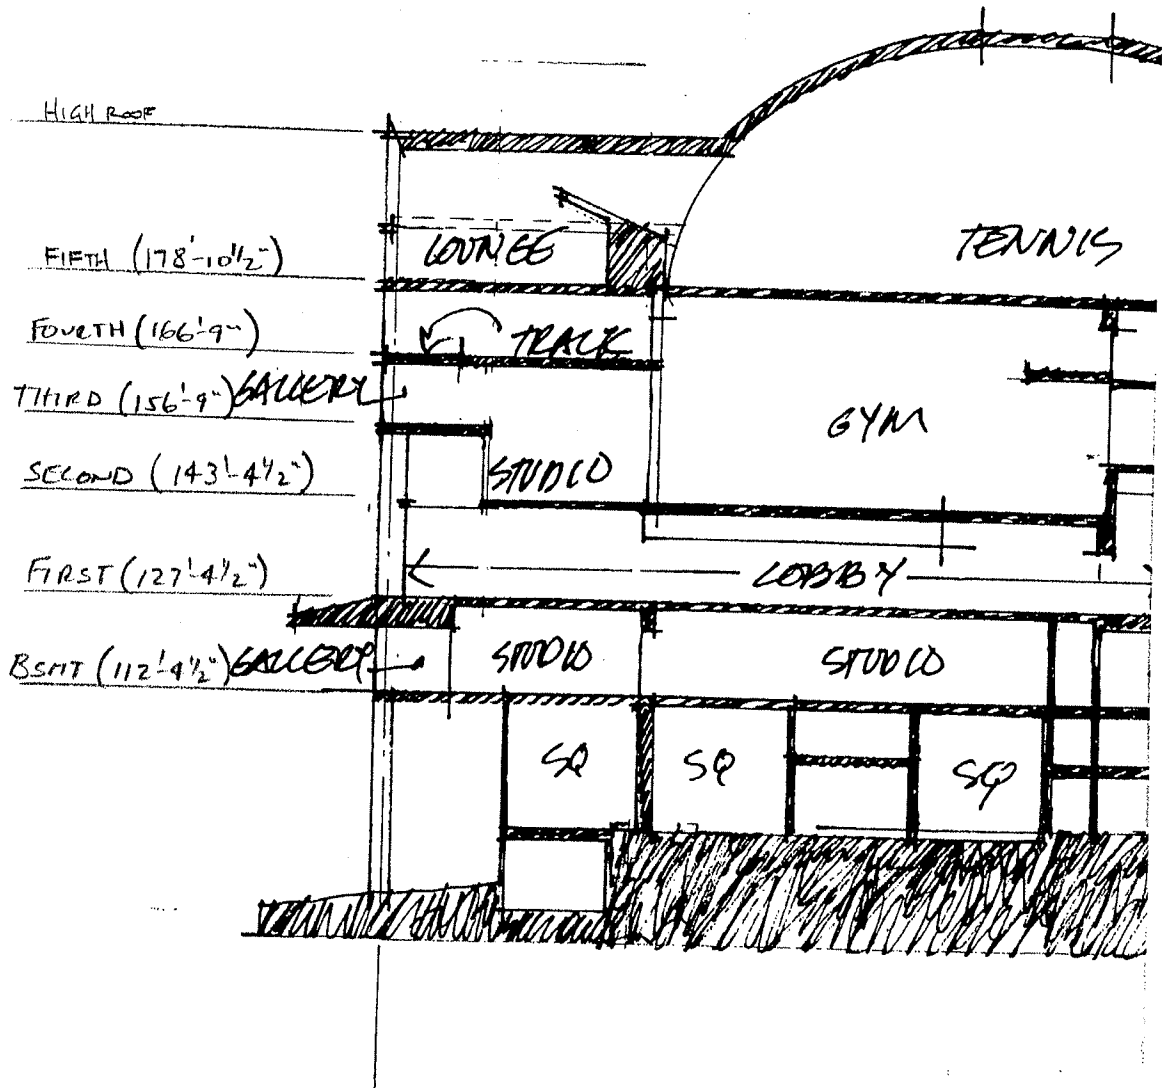 HIGH ROOF
FIFTH (178'-10½")
LOUNGE
TENNIS
FOURTH (166'-9")
TRACK
THIRD (156'-9")
GALLERY
GYM
SECOND (143'-4½")
STUDIO
FIRST (127'-4½")
LOBBY
BSMT (112'-4½")
GALLERY
STUDIO
STUDIO
SQ
SQ
SQ